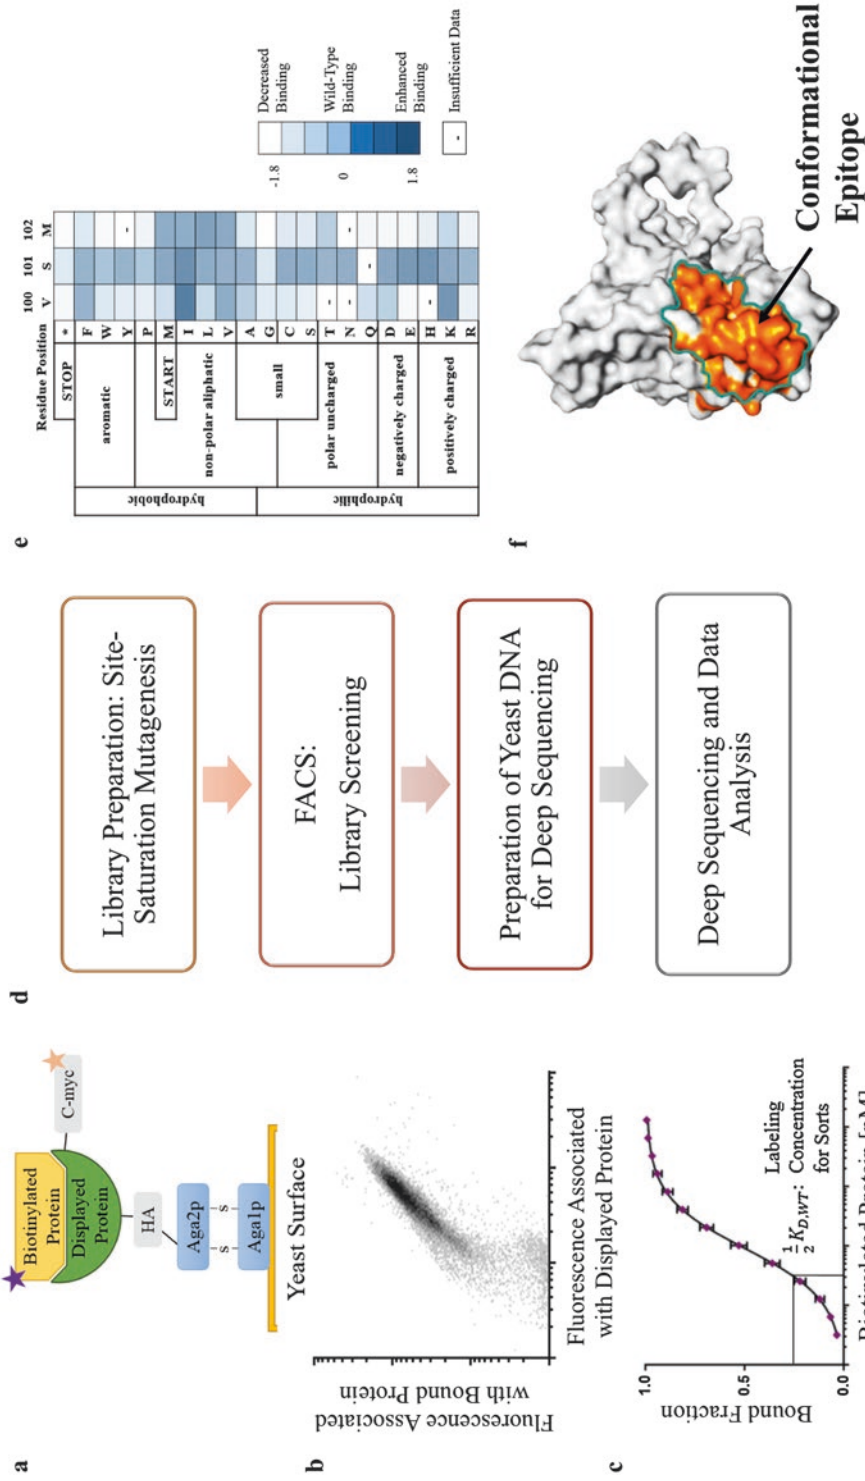 a
C-myc
Biotinylated
Protein
Displayed
Protein
HA
Aga2p
S
S
Aga1p
Yeast Surface
b
Fluorescence Associated
with Bound Protein
Fluorescence Associated
with Displayed Protein
c
Bound Fraction
1.0
0.5
0.0
1/2 K_{D,WT}:
Labeling
Concentration
for Sorts
d
Library Preparation: Site-
Saturation Mutagenesis
FACS:
Library Screening
Preparation of Yeast DNA
for Deep Sequencing
Deep Sequencing and Data
Analysis
e
Residue Position 100 101 102
V S M
STOP *
hydrophobic
hydrophilic
aromatic
F
W
Y
P
START M
non-polar aliphatic
I
L
V
A
small
G
C
S
polar uncharged
T - -
N - -
Q -
negatively charged
D
E
positively charged
H -
K
R
-
-1.8
0
1.8
Decreased
Binding
Wild-Type
Binding
Enhanced
Binding
-
Insufficient Data
f
Conformational
Epitope